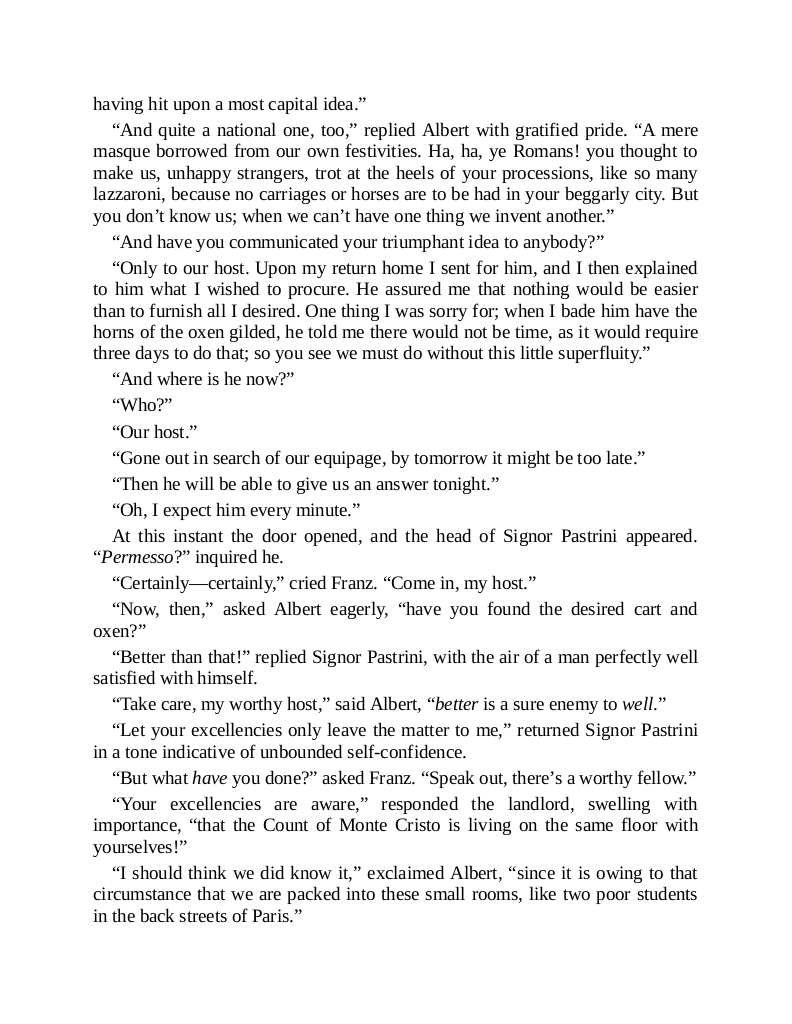 having hit upon a most capital idea.”
“And quite a national one, too,” replied Albert with gratified pride. “A mere
masque borrowed from our own festivities. Ha, ha, ye Romans! you thought to
make us, unhappy strangers, trot at the heels of your processions, like so many
lazzaroni, because no carriages or horses are to be had in your beggarly city. But
you don’t know us; when we can’t have one thing we invent another.”
“And have you communicated your triumphant idea to anybody?”
“Only to our host. Upon my return home I sent for him, and I then explained
to him what I wished to procure. He assured me that nothing would be easier
than to furnish all I desired. One thing I was sorry for; when I bade him have the
horns of the oxen gilded, he told me there would not be time, as it would require
three days to do that; so you see we must do without this little superfluity.”
“And where is he now?”
“Who?”
“Our host.”
“Gone out in search of our equipage, by tomorrow it might be too late.”
“Then he will be able to give us an answer tonight.”
“Oh, I expect him every minute.”
At this instant the door opened, and the head of Signor Pastrini appeared.
“Permesso?” inquired he.
“Certainly—certainly,” cried Franz. “Come in, my host.”
“Now, then,” asked Albert eagerly, “have you found the desired cart and
oxen?”
“Better than that!” replied Signor Pastrini, with the air of a man perfectly well
satisfied with himself.
“Take care, my worthy host,” said Albert, “better is a sure enemy to well.”
“Let your excellencies only leave the matter to me,” returned Signor Pastrini
in a tone indicative of unbounded self-confidence.
“But what have you done?” asked Franz. “Speak out, there’s a worthy fellow.”
“Your excellencies are aware,” responded the landlord, swelling with
importance, “that the Count of Monte Cristo is living on the same floor with
yourselves!”
“I should think we did know it,” exclaimed Albert, “since it is owing to that
circumstance that we are packed into these small rooms, like two poor students
in the back streets of Paris.”